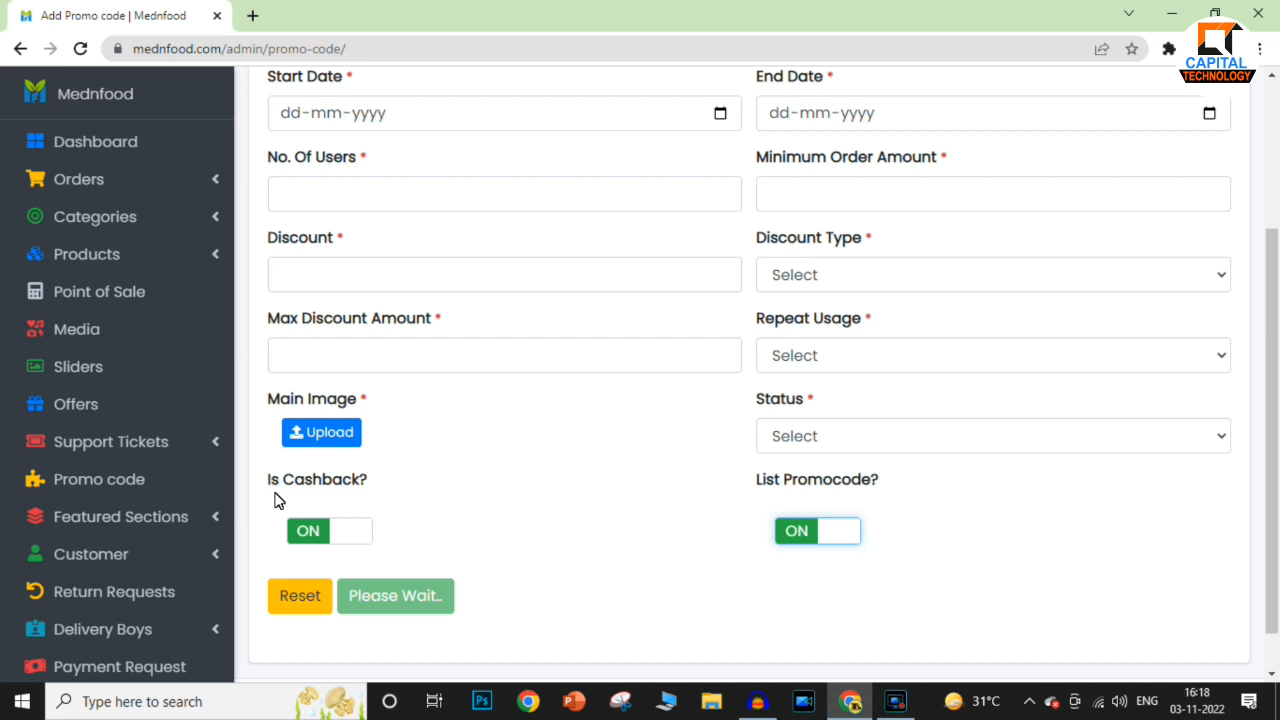 Add Promo code | Mednfood
mednfood.com/admin/promo-code/
CAPITAL
TECHNOLOGY
Mednfood
Dashboard
Orders
Categories
Products
Point of Sale
Media
Sliders
Offers
Support Tickets
Promo code
Featured Sections
Customer
Return Requests
Delivery Boys
Payment Request
Start Date *
End Date *
dd-mm-yyyy
dd-mm-yyyy
No. Of Users *
Minimum Order Amount *
Discount *
Discount Type *
Select
Max Discount Amount *
Repeat Usage *
Select
Main Image *
Status *
Upload
Select
Is Cashback?
List Promocode?
ON
ON
Reset
Please Wait..
Type here to search
Ps
31°C
ENG
16:18
03-11-2022